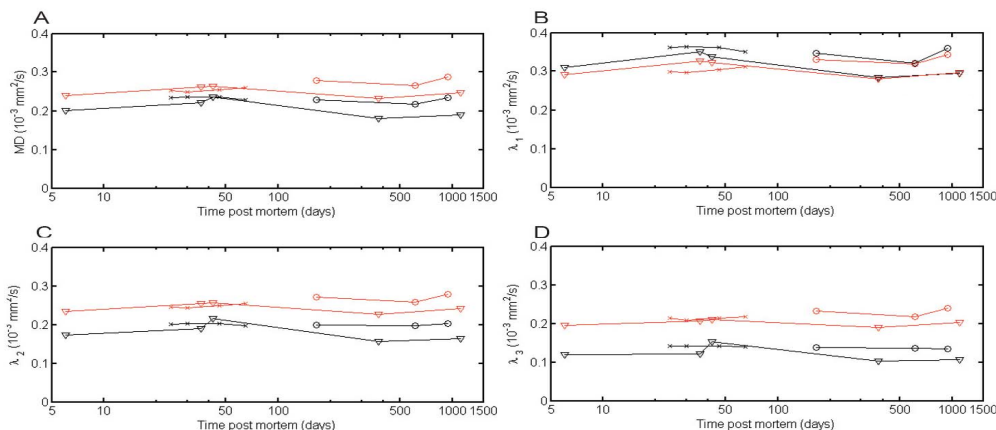 A
MD (10⁻³ mm²/s)
0.4
0.3
0.2
0.1
0
5 10 50 100 500 1000 1500
Time post mortem (days)
B
λ₁ (10⁻³ mm²/s)
0.4
0.3
0.2
0.1
0
5 10 50 100 500 1000 1500
Time post mortem (days)
C
λ₂ (10⁻³ mm²/s)
0.4
0.3
0.2
0.1
0
5 10 50 100 500 1000 1500
Time post mortem (days)
D
λ₃ (10⁻³ mm²/s)
0.4
0.3
0.2
0.1
0
5 10 50 100 500 1000 1500
Time post mortem (days)